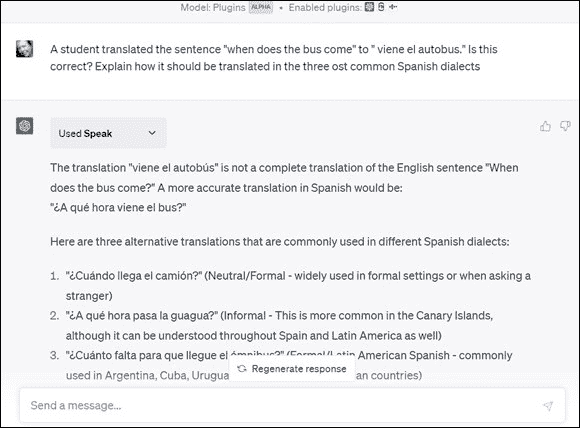 Model: Plugins ALPHA • Enabled plugins:
A student translated the sentence "when does the bus come" to " viene el autobus." Is this
correct? Explain how it should be translated in the three ost common Spanish dialects
Used Speak
The translation "viene el autobús" is not a complete translation of the English sentence "When
does the bus come?" A more accurate translation in Spanish would be:
"¿A qué hora viene el bus?"
Here are three alternative translations that are commonly used in different Spanish dialects:
1. "¿Cuándo llega el camión?" (Neutral/Formal - widely used in formal settings or when asking a
stranger)
2. "¿A qué hora pasa la guagua?" (Informal - This is more common in the Canary Islands,
although it can be understood throughout Spain and Latin America as well)
3. "¿Cuánto falta para que llegue el ómnibus?" (Formal/Latin American Spanish - commonly
used in Argentina, Cuba, countries)
Regenerate response
Send a message...